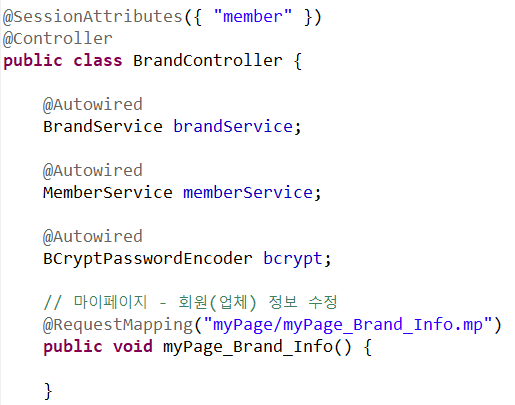 @SessionAttributes({ "member" })
@Controller
public class BrandController {
@Autowired
BrandService brandService;
@Autowired
MemberService memberService;
@Autowired
BCryptPasswordEncoder bcrypt;
// 마이페이지 - 회원(업체) 정보 수정
@RequestMapping("myPage/myPage_Brand_Info.mp")
public void myPage_Brand_Info() {
}